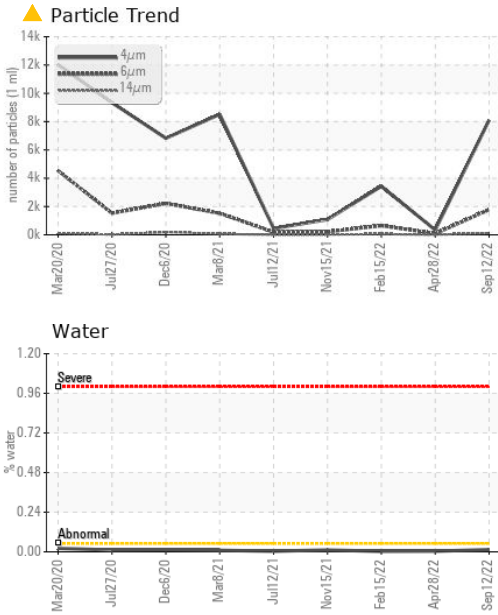 Particle Trend
number of particles (1 ml)
14k
12k
10k
8k
6k
4k
2k
0k
4µm
6µm
14µm
Mar20/20
Jul27/20
Dec6/20
Mar8/21
Jul12/21
Nov15/21
Feb15/22
Apr28/22
Sep12/22
Water
% water
1.20
0.96
0.72
0.48
0.24
0.00
Severe
Abnormal
Mar20/20
Jul27/20
Dec6/20
Mar8/21
Jul12/21
Nov15/21
Feb15/22
Apr28/22
Sep12/22